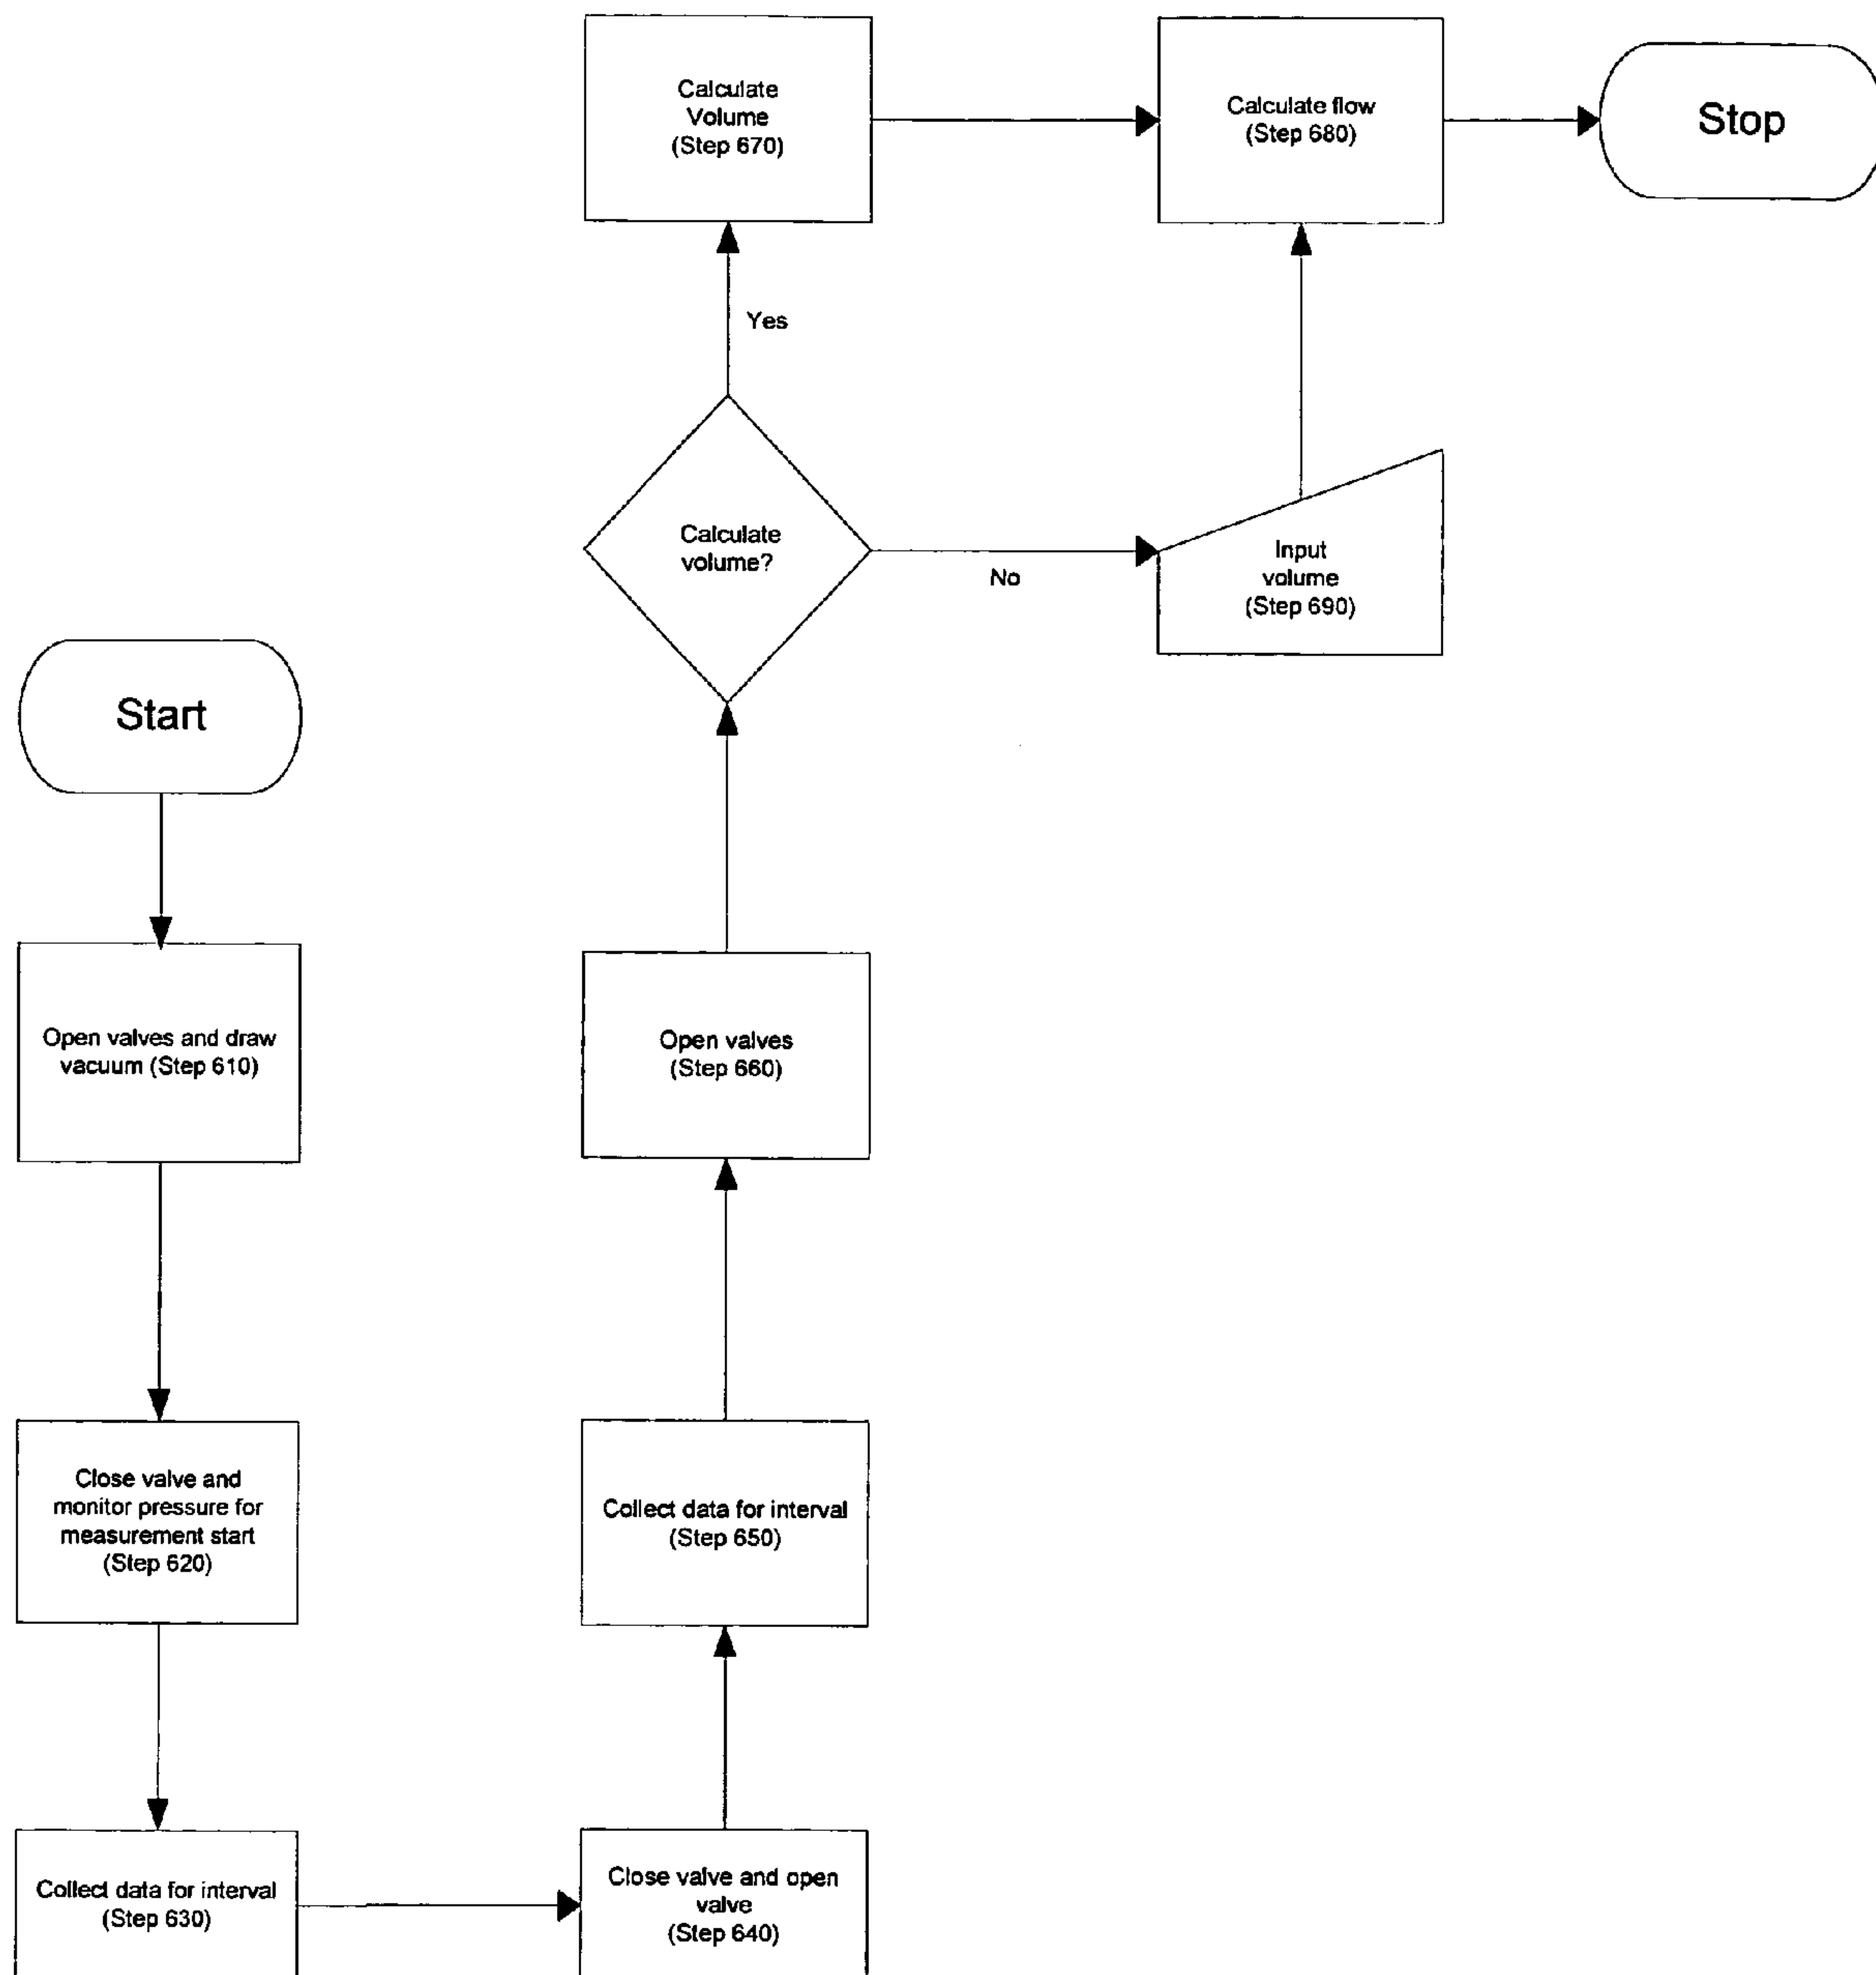 Start
Open valves and draw
vacuum (Step 610)
Close valve and
monitor pressure for
measurement start
(Step 620)
Collect data for interval
(Step 630)
Close valve and open
valve
(Step 640)
Collect data for interval
(Step 650)
Open valves
(Step 660)
Calculate
volume?
Yes
No
Calculate
Volume
(Step 670)
Input
volume
(Step 690)
Calculate flow
(Step 680)
Stop